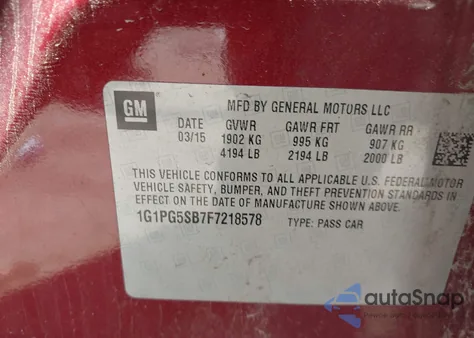 GM
MFD BY GENERAL MOTORS LLC
DATE GVWR GAWR FRT GAWR RR
03/15 1902 KG 995 KG 907 KG
4194 LB 2194 LB 2000 LB
THIS VEHICLE CONFORMS TO ALL APPLICABLE U.S. FEDERAL MOTOR
VEHICLE SAFETY, BUMPER, AND THEFT PREVENTION STANDARDS IN
EFFECT ON THE DATE OF MANUFACTURE SHOWN ABOVE.
1G1PG5SB7F7218578 TYPE: PASS CAR
autoSnap